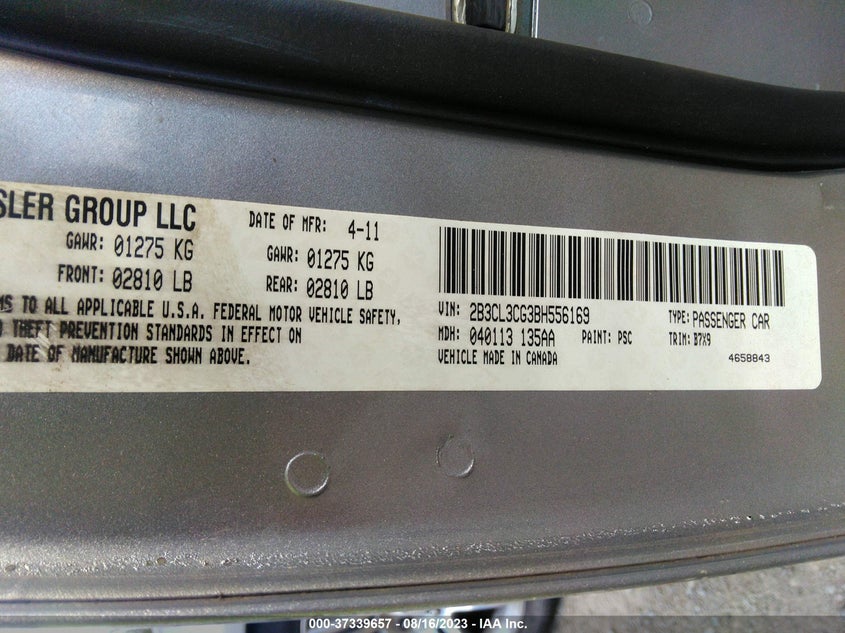 SLER GROUP LLC
DATE OF MFR: 4-11
GAWR: 01275 KG
GAWR: 01275 KG
FRONT: 02810 LB
REAR: 02810 LB
MS TO ALL APPLICABLE U.S.A. FEDERAL MOTOR VEHICLE SAFETY,
THEFT PREVENTION STANDARDS IN EFFECT ON
DATE OF MANUFACTURE SHOWN ABOVE.
VIN: 2B3CL3CG3BH556169
TYPE: PASSENGER CAR
MDH: 040113 135AA
PAINT: PSC
TRIM: B7X9
VEHICLE MADE IN CANADA
4658843
000-37339657 - 08/16/2023 - IAA Inc.